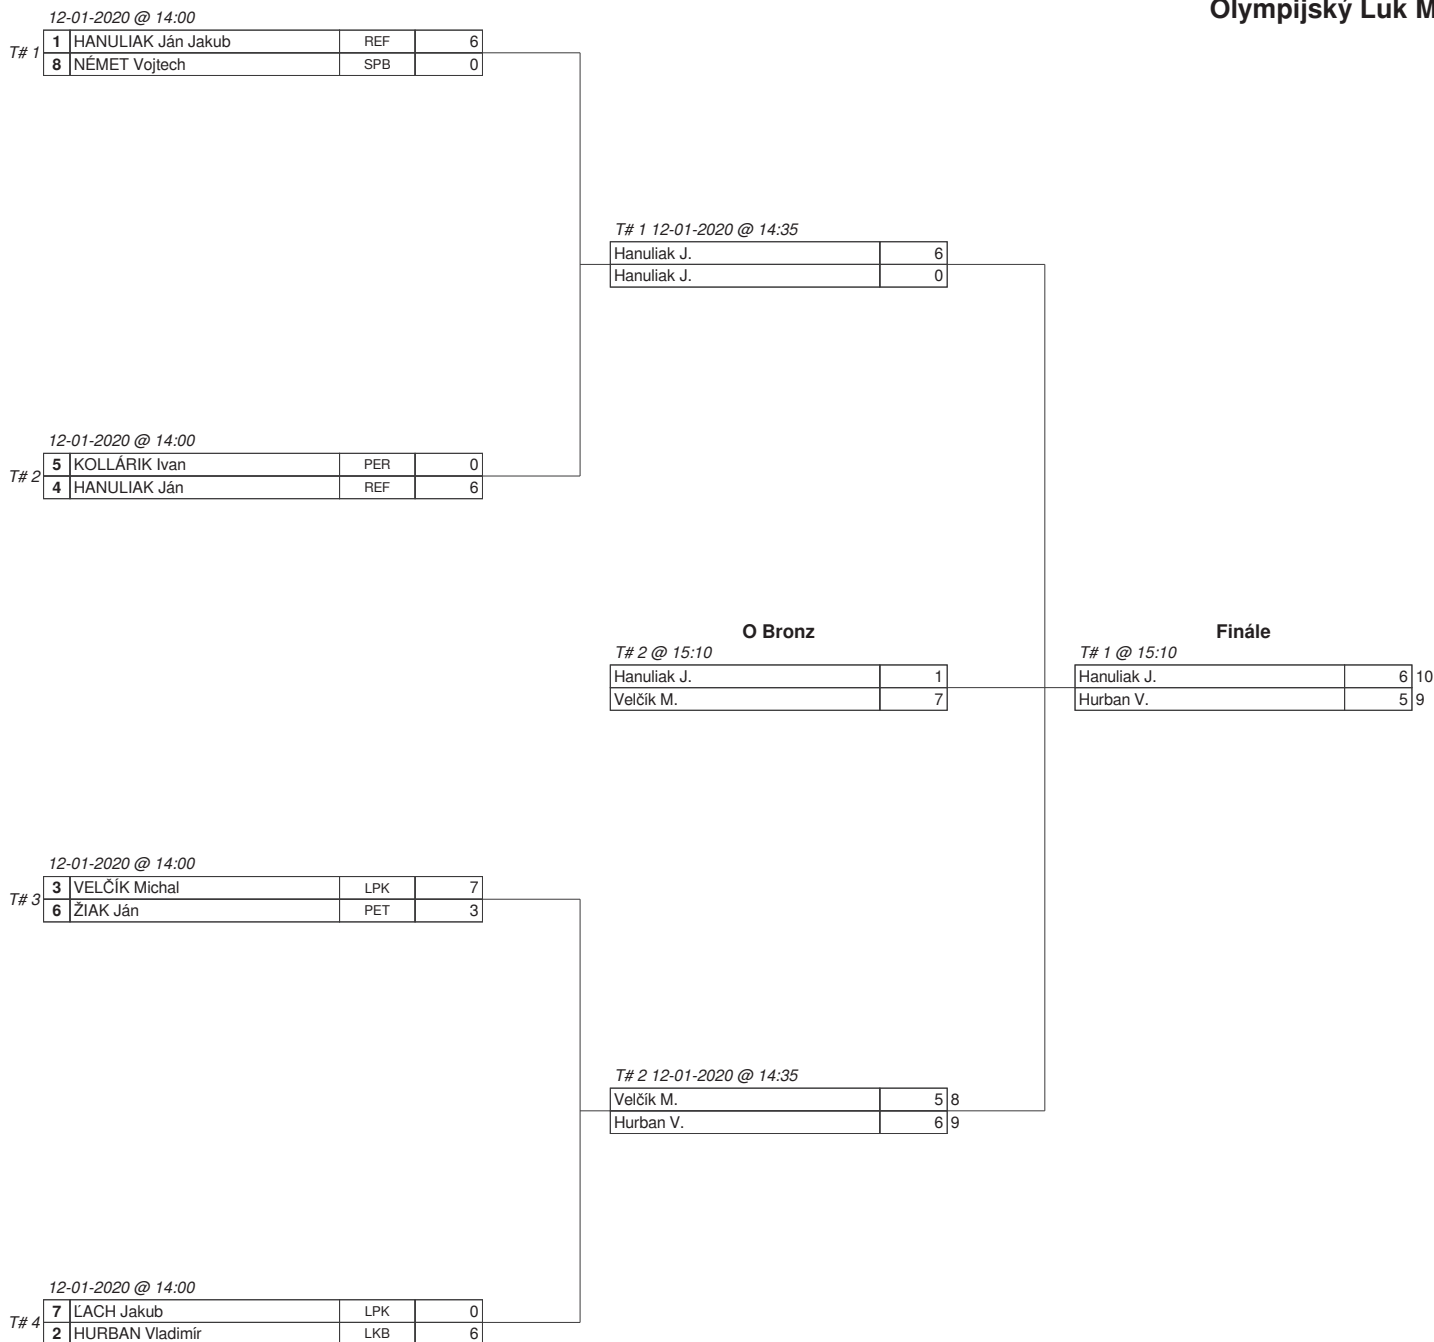 Olympijský Luk M
12-01-2020 @ 14:00
T# 1
1 HANULIAK Ján Jakub REF 6
8 NÉMET Vojtech SPB 0
T# 1 12-01-2020 @ 14:35
Hanuliak J. 6
Hanuliak J. 0
12-01-2020 @ 14:00
T# 2
5 KOLLÁRIK Ivan PER 0
4 HANULIAK Ján REF 6
O Bronz
T# 2 @ 15:10
Hanuliak J. 1
Velčík M. 7
Finále
T# 1 @ 15:10
Hanuliak J. 6 10
Hurban V. 5 9
12-01-2020 @ 14:00
T# 3
3 VELČÍK Michal LPK 7
6 ŽIAK Ján PET 3
T# 2 12-01-2020 @ 14:35
Velčík M. 5 8
Hurban V. 6 9
12-01-2020 @ 14:00
T# 4
7 ĽACH Jakub LPK 0
2 HURBAN Vladimír LKB 6